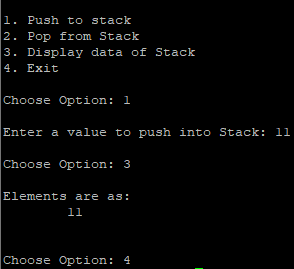 1. Push to stack
2. Pop from Stack
3. Display data of Stack
4. Exit
Choose Option: 1
Enter a value to push into Stack: 11
Choose Option: 3
Elements are as:
11
Choose Option: 4